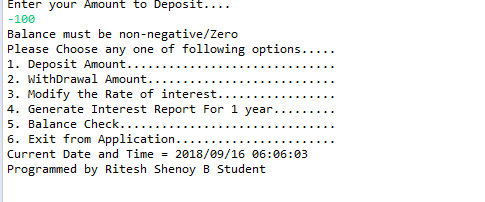 Enter your Amount to Deposit....
-100
Balance must be non-negative/Zero
Please Choose any one of following options.....
1. Deposit Amount...............................
2. WithDrawal Amount............................
3. Modify the Rate of interest..................
4. Generate Interest Report For 1 year.........
5. Balance Check................................
6. Exit from Application........................
Current Date and Time = 2018/09/16 06:06:03
Programmed by Ritesh Shenoy B Student